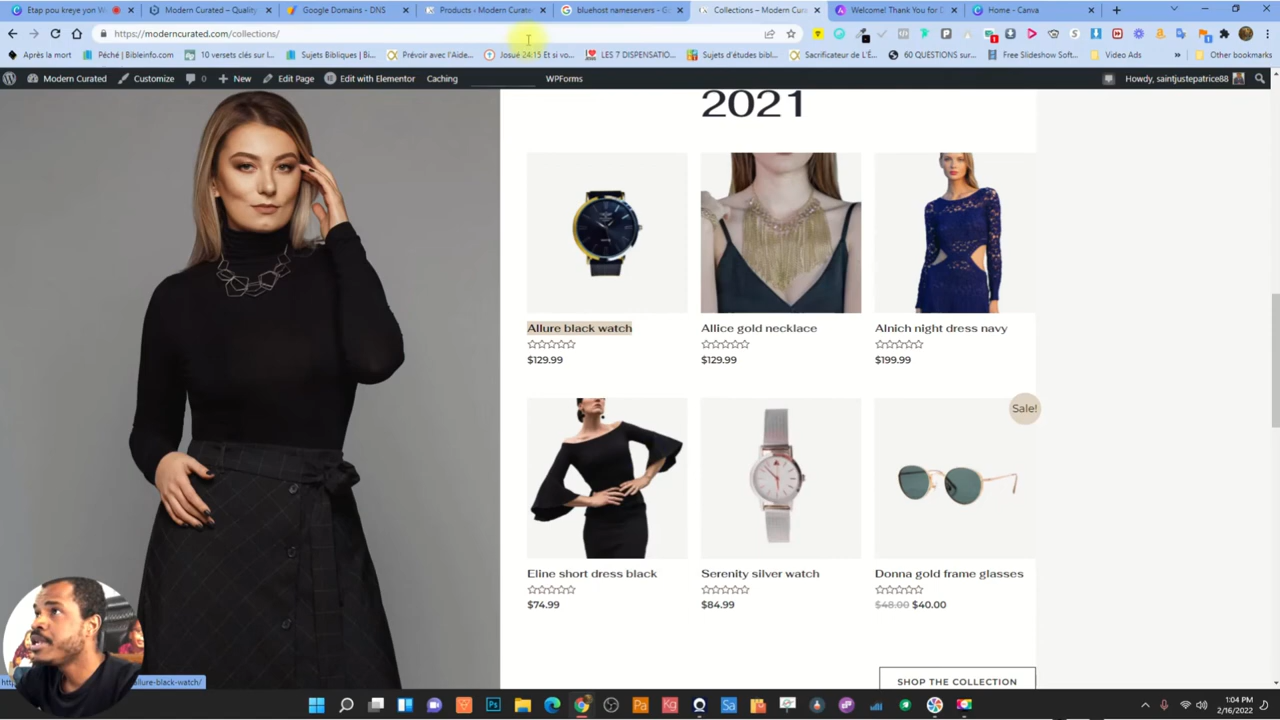 Etap pou kreye yon W
Modern Curated – Quality
Google Domains - DNS
Products ‹ Modern Curate
bluehost nameservers - G
Collections – Modern Cura
Welcome! Thank You for D
Home - Canva
https://moderncurated.com/collections/
Après la mort
Péché | Bibleinfo.com
10 versets clés sur l'...
Sujets Bibliques | Bi...
Prévoir avec l'Aide...
Josué 24:15 Et si vo...
LES 7 DISPENSATIO...
Sujets d'études bibl...
Sacrificateur de L'É...
60 QUESTIONS sur...
Free Slideshow Soft...
Video Ads
Other bookmarks
Modern Curated
Customize
0
New
Edit Page
Edit with Elementor
Caching
WPForms
Howdy, saintjustepatrice88
2021
Allure black watch
Allice gold necklace
Alnich night dress navy
$129.99
$129.99
$199.99
Sale!
Eline short dress black
Serenity silver watch
Donna gold frame glasses
$74.99
$84.99
$48.00 $40.00
SHOP THE COLLECTION
allure-black-watch/
1:04 PM
2/16/2022